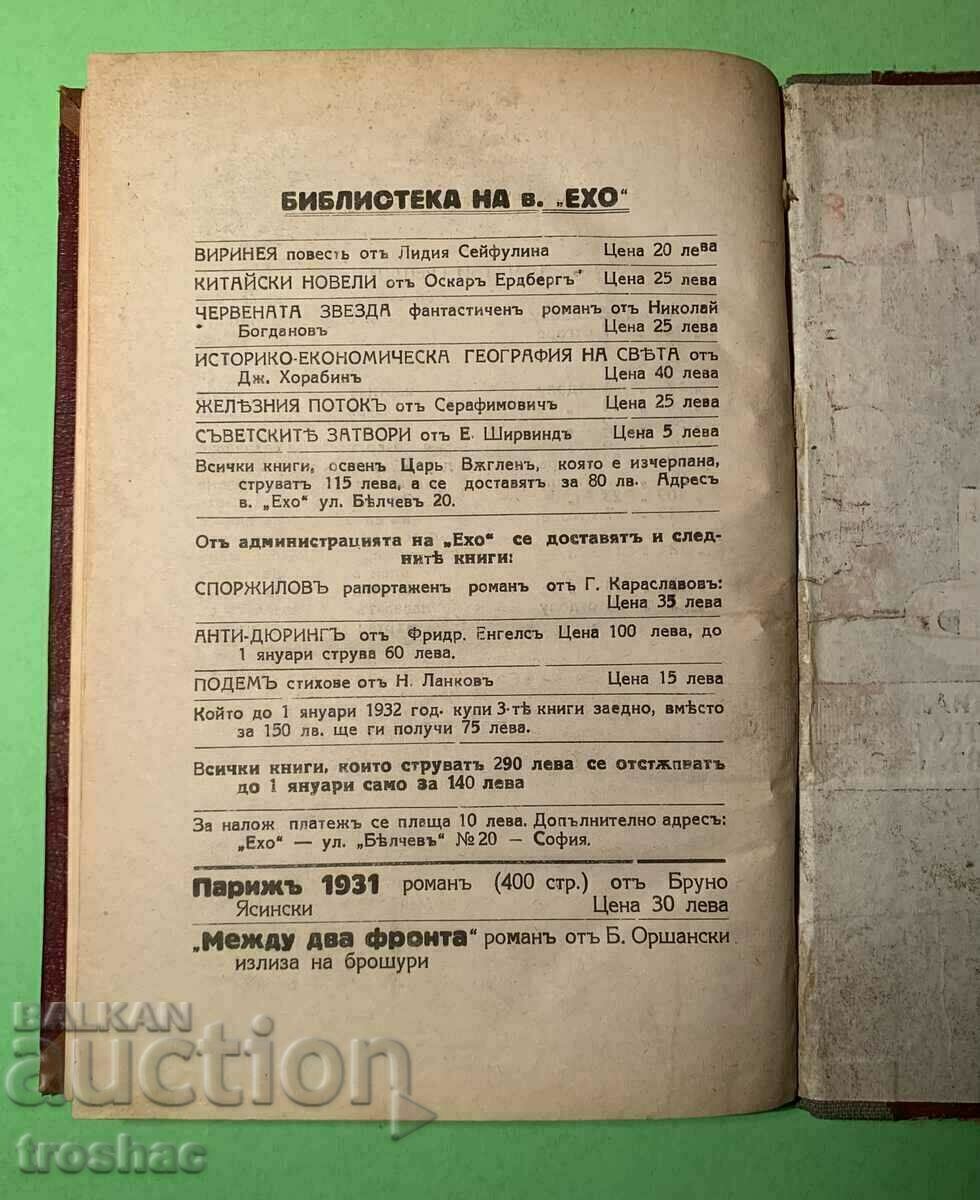 БИБЛИОТЕКА НА в. „ЕХО“
ВИРИНЕЯ повесть отъ Лидия Сейфулина Цена 20 лева
КИТАЙСКИ НОВЕЛИ отъ Оскаръ Ердбергъ Цена 25 лева
ЧЕРВЕНАТА ЗВЕЗДА фантастиченъ романъ отъ Николай
Богдановъ Цена 25 лева
ИСТОРИКО-ЕКОНОМИЧЕСКА ГЕОГРАФИЯ НА СВѢТА отъ
Дж. Хорабинъ Цена 40 лева
ЖЕЛѢЗНИЯ ПОТОКЪ отъ Серафимовичъ Цена 25 лева
СЪВЕТСКИТѢ ЗАТВОРИ отъ Е. Ширвиндъ Цена 5 лева
Всички книги, освенъ Царь Вѫгленъ, която е изчерпана,
струватъ 115 лева, а се доставятъ за 80 лв. Адресъ
в. „Ехо“ ул. Бѣлчев 20.
Отъ администрацията на „Ехо“ се доставятъ и след-
нитѣ книги:
СПОРЖИЛОВЪ рапортаженъ романъ отъ Г. Караславовъ:
Цена 35 лева
АНТИ-ДЮРИНГЪ отъ Фридр. Енгелсъ Цена 100 лева, до
1 януари струва 60 лева.
ПОДЕМЪ стихове отъ Н. Ланковъ Цена 15 лева
Който до 1 януари 1932 год. купи 3-тѣ книги заедно, вмѣсто
за 150 лв. ще ги получи 75 лева.
Всички книги, които струватъ 290 лева се отстѫпватъ
до 1 януари само за 140 лева
За налож платежъ се плаща 10 лева. Допълнително адресъ:
„Ехо“ — ул. „Бѣлчевъ“ №20 — София.
Парижъ 1931 романъ (400 стр.) отъ Бруно
Ясински Цена 30 лева
„Между два фронта“ романъ отъ Б. Оршански
излиза на брошури
BALKAN
auction
troshac